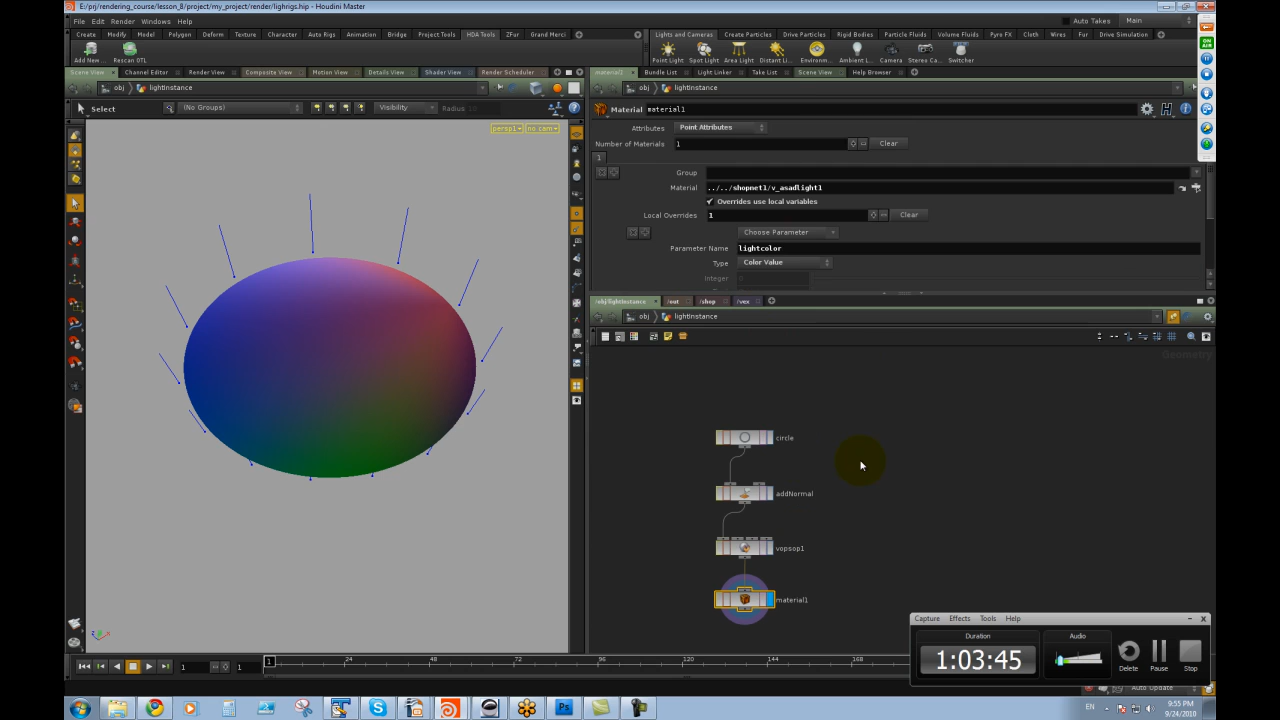 E:/prj/rendering_course/lesson_8/project/my_project/render/lighrigs.hip - Houdini Master
File Edit Render Windows Help
Auto Takes Main
Create Modify Model Polygon Deform Texture Character Auto Rigs Animation Bridge Project Tools HDA Tools ZFur Grand Merci
Lights and Cameras Create Particles Drive Particles Rigid Bodies Particle Fluids Volume Fluids Pyro FX Cloth Wires Fur Drive Simulation
Add New ... Rescan OTL
Point Light Spot Light Area Light Distant Li... Environm... Ambient L... Camera Stereo Ca... Switcher
ON AIR
Scene View Channel Editor Render View Composite View Motion View Details View Shader View Render Scheduler
material1 Bundle List Light Linker Take List Scene View Help Browser
obj lightInstance
obj lightInstance
Select (No Groups) Visibility Radius
Material material1
persp1 no cam
Attributes Point Attributes
Number of Materials 1 Clear
1
Group
Material ../../shopnet1/v_asadlight1
Overrides use local variables
Local Overrides 1 Clear
Choose Parameter
Parameter Name lightcolor
Type Color Value
Integer
/obj/lightInstance /out /shop /vex
obj lightInstance
Geometry
circle
addNormal
vopsop1
material1
Capture Effects Tools Help
Duration Audio
1:03:45
Delete Pause Stop
1 1 1 24 48 72 96 120 144 168
Auto Update
EN 9:55 PM
9/24/2010